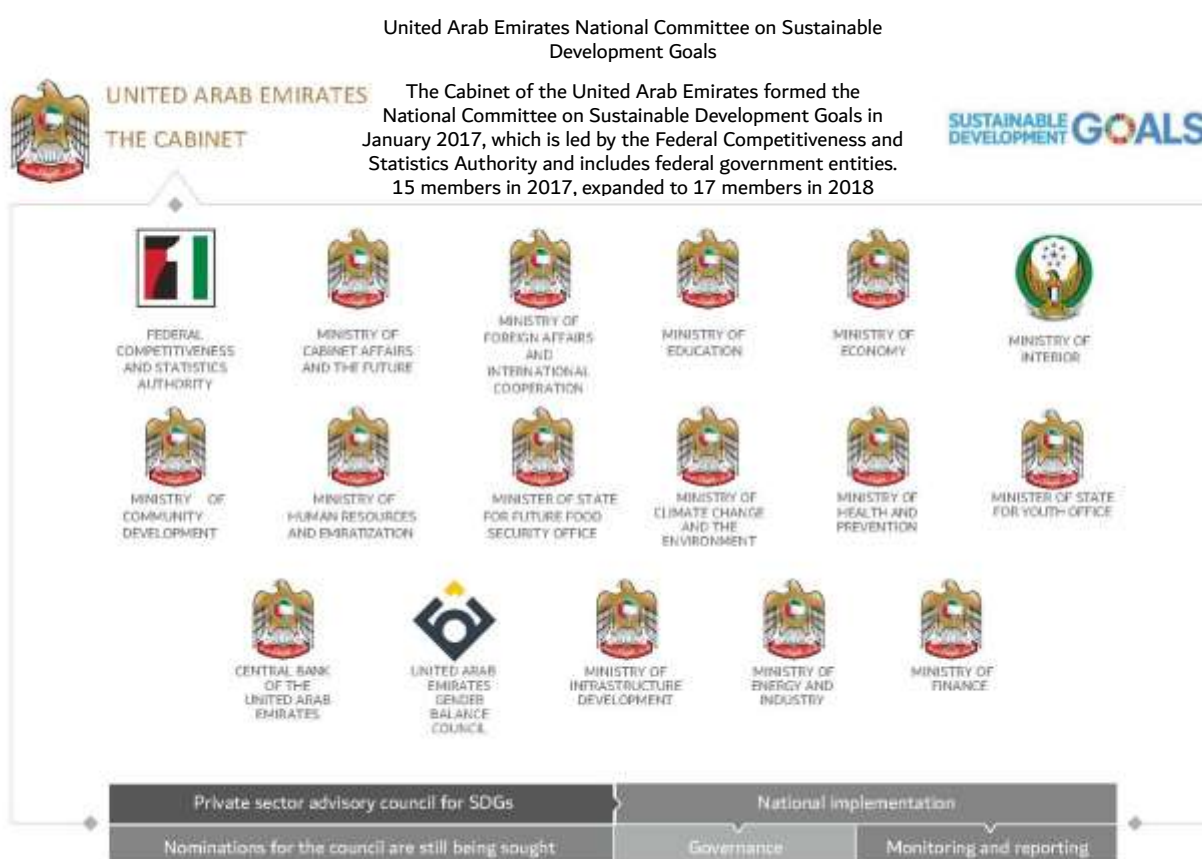 United Arab Emirates National Committee on Sustainable
Development Goals
UNITED ARAB EMIRATES
THE CABINET
The Cabinet of the United Arab Emirates formed the
National Committee on Sustainable Development Goals in
January 2017, which is led by the Federal Competitiveness and
Statistics Authority and includes federal government entities.
15 members in 2017, expanded to 17 members in 2018
SUSTAINABLE
DEVELOPMENT
GOALS
FEDERAL
COMPETITIVENESS
AND STATISTICS
AUTHORITY
MINISTRY OF
CABINET AFFAIRS
AND THE FUTURE
MINISTRY OF
FOREIGN AFFAIRS
AND
INTERNATIONAL
COOPERATION
MINISTRY OF
EDUCATION
MINISTRY OF
ECONOMY
MINISTRY OF
INTERIOR
MINISTRY OF
COMMUNITY
DEVELOPMENT
MINISTRY OF
HUMAN RESOURCES
AND EMIRATIZATION
MINISTER OF STATE
FOR FUTURE FOOD
SECURITY OFFICE
MINISTRY OF
CLIMATE CHANGE
AND THE
ENVIRONMENT
MINISTRY OF
HEALTH AND
PREVENTION
MINISTER OF STATE
FOR YOUTH OFFICE
CENTRAL BANK
OF THE
UNITED ARAB
EMIRATES
UNITED ARAB
EMIRATES
GENDER
BALANCE
COUNCIL
MINISTRY OF
INFRASTRUCTURE
DEVELOPMENT
MINISTRY OF
ENERGY AND
INDUSTRY
MINISTRY OF
FINANCE
Private sector advisory council for SDGs
National implementation
Nominations for the council are still being sought
Governance
Monitoring and reporting